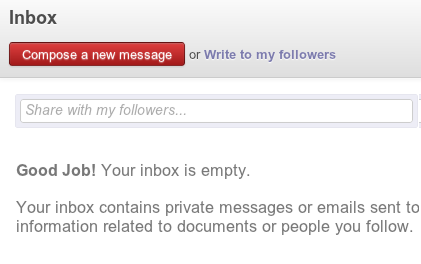 Inbox
Compose a new message or Write to my followers
Share with my followers...
Good Job! Your inbox is empty.
Your inbox contains private messages or emails sent to
information related to documents or people you follow.